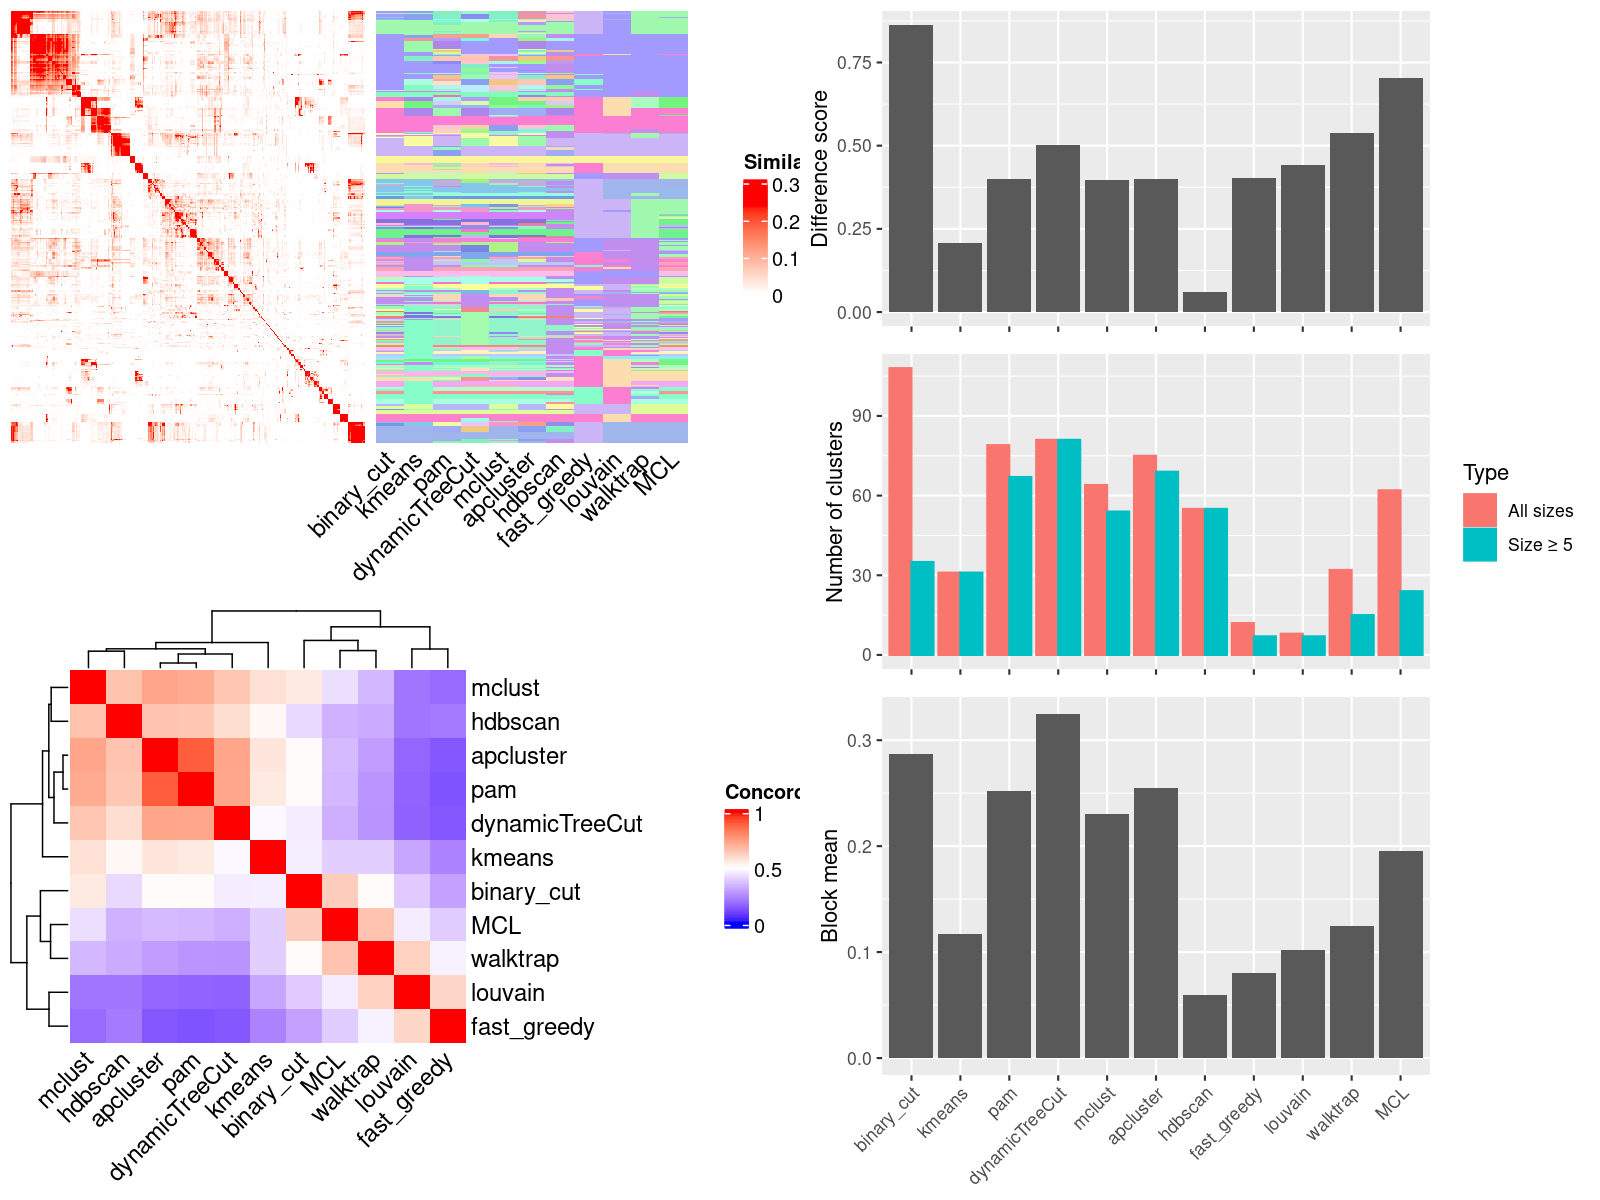 Simila
0.3
0.2
0.1
0
binary_cut
kmeans
pam
dynamicTreeCut
mclust
apcluster
hdbscan
fast_greedy
louvain
walktrap
MCL
mclust
hdbscan
apcluster
pam
dynamicTreeCut
kmeans
binary_cut
MCL
walktrap
louvain
fast_greedy
mclust
hdbscan
apcluster
pam
dynamicTreeCut
kmeans
binary_cut
MCL
walktrap
louvain
fast_greedy
Concord
1
0.5
0
Difference score
0.75
0.50
0.25
0.00
Number of clusters
90
60
30
0
Type
All sizes
Size ≥ 5
Block mean
0.3
0.2
0.1
0.0
binary_cut
kmeans
pam
dynamicTreeCut
mclust
apcluster
hdbscan
fast_greedy
louvain
walktrap
MCL